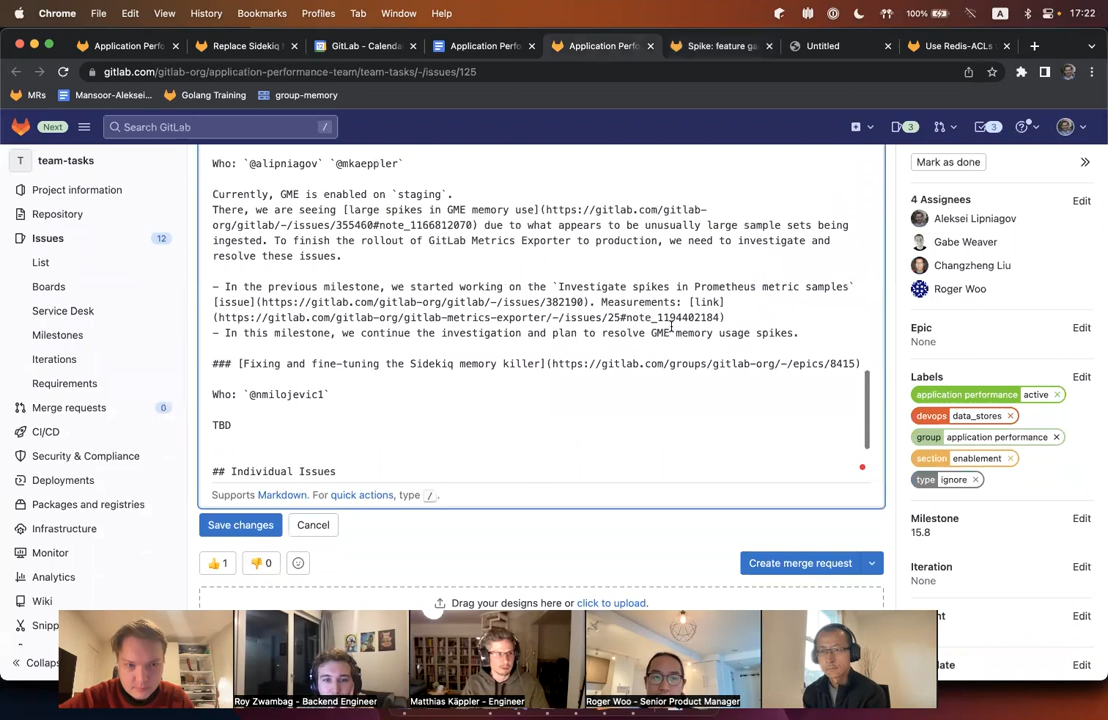 Chrome File Edit View History Bookmarks Profiles Tab Window Help 100% A 17:22
Application Perfo Replace Sidekiq GitLab - Calenda Application Perf Application Perfo Spike: feature ga Untitled Use Redis-ACLs
gitlab.com/gitlab-org/application-performance-team/team-tasks/-/issues/125
MRs Mansoor-Aleksei... Golang Training group-memory
Next Search GitLab / 3 3
T team-tasks
Project information
Repository
Issues 12
List
Boards
Service Desk
Milestones
Iterations
Requirements
Merge requests 0
CI/CD
Security & Compliance
Deployments
Packages and registries
Infrastructure
Monitor
Analytics
Wiki
Snipp
Collaps
Who: `@alipniagov` `@mkaeppler`
Currently, GME is enabled on `staging`.
There, we are seeing [large spikes in GME memory use](https://gitlab.com/gitlab-
org/gitlab/-/issues/355460#note_1166812070) due to what appears to be unusually large sample sets being
ingested. To finish the rollout of GitLab Metrics Exporter to production, we need to investigate and
resolve these issues.
- In the previous milestone, we started working on the `Investigate spikes in Prometheus metric samples`
[issue](https://gitlab.com/gitlab-org/gitlab/-/issues/382190). Measurements: [link]
(https://gitlab.com/gitlab-org/gitlab-metrics-exporter/-/issues/25#note_1194402184)
- In this milestone, we continue the investigation and plan to resolve GME memory usage spikes.
### [Fixing and fine-tuning the Sidekiq memory killer](https://gitlab.com/groups/gitlab-org/-/epics/8415)
Who: `@nmilojevic1`
TBD
## Individual Issues
Supports Markdown. For quick actions, type /.
Save changes Cancel
1 0
Create merge request
Drag your designs here or click to upload.
Mark as done
4 Assignees Edit
Aleksei Lipniagov
Gabe Weaver
Changzheng Liu
Roger Woo
Epic Edit
None
Labels Edit
application performance active
devops data_stores
group application performance
section enablement
type ignore
Milestone Edit
15.8
Iteration Edit
None
Edit
Edit
Roy Zwambag - Backend Engineer
Matthias Käppler - Engineer
Roger Woo - Senior Product Manager